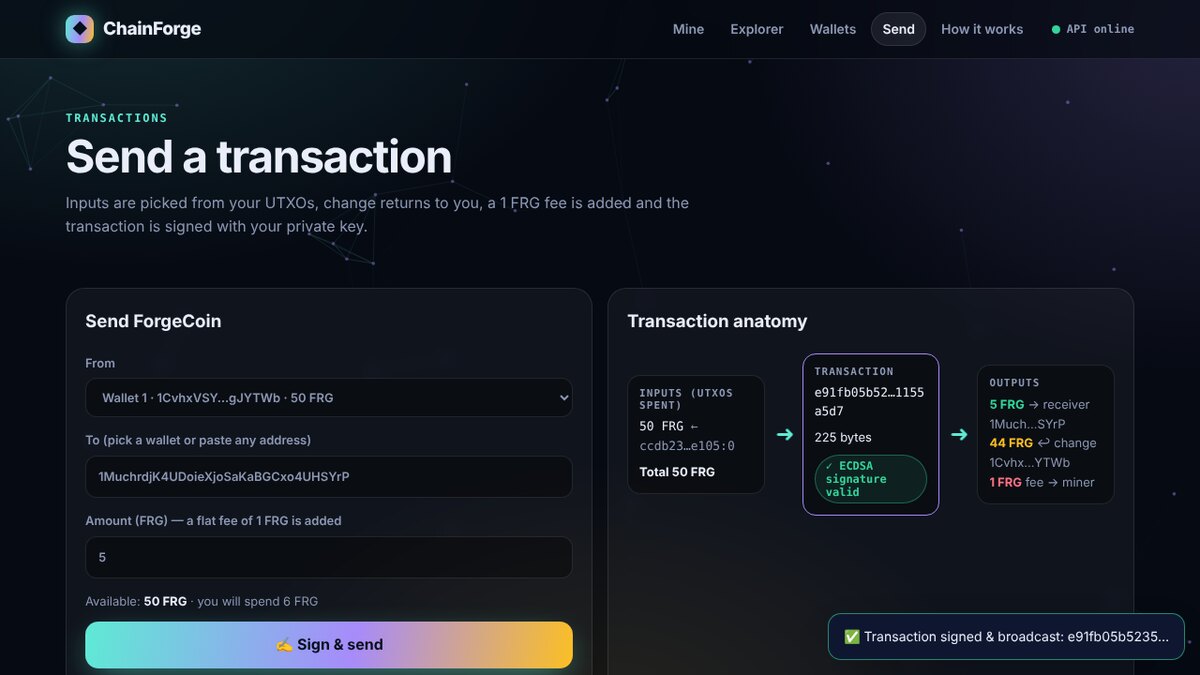 ChainForge
Mine
Explorer
Wallets
Send
How it works
API online
TRANSACTIONS
Send a transaction
Inputs are picked from your UTXOs, change returns to you, a 1 FRG fee is added and the
transaction is signed with your private key.
Send ForgeCoin
From
Wallet 1 · 1CvhxVSY...gJYTWb · 50 FRG
To (pick a wallet or paste any address)
1MuchrdjK4UDoieXjoSaKaBGCxo4UHSYrP
Amount (FRG) — a flat fee of 1 FRG is added
5
Available: 50 FRG · you will spend 6 FRG
✍️ Sign & send
Transaction anatomy
INPUTS (UTXOS
SPENT)
50 FRG ←
ccdb23…e105:0
Total 50 FRG
TRANSACTION
e91fb05b52…1155
a5d7
225 bytes
✓ ECDSA
signature
valid
OUTPUTS
5 FRG → receiver
1Much...SYrP
44 FRG ↩ change
1Cvhx...YTWb
1 FRG fee → miner
✅ Transaction signed & broadcast: e91fb05b5235...